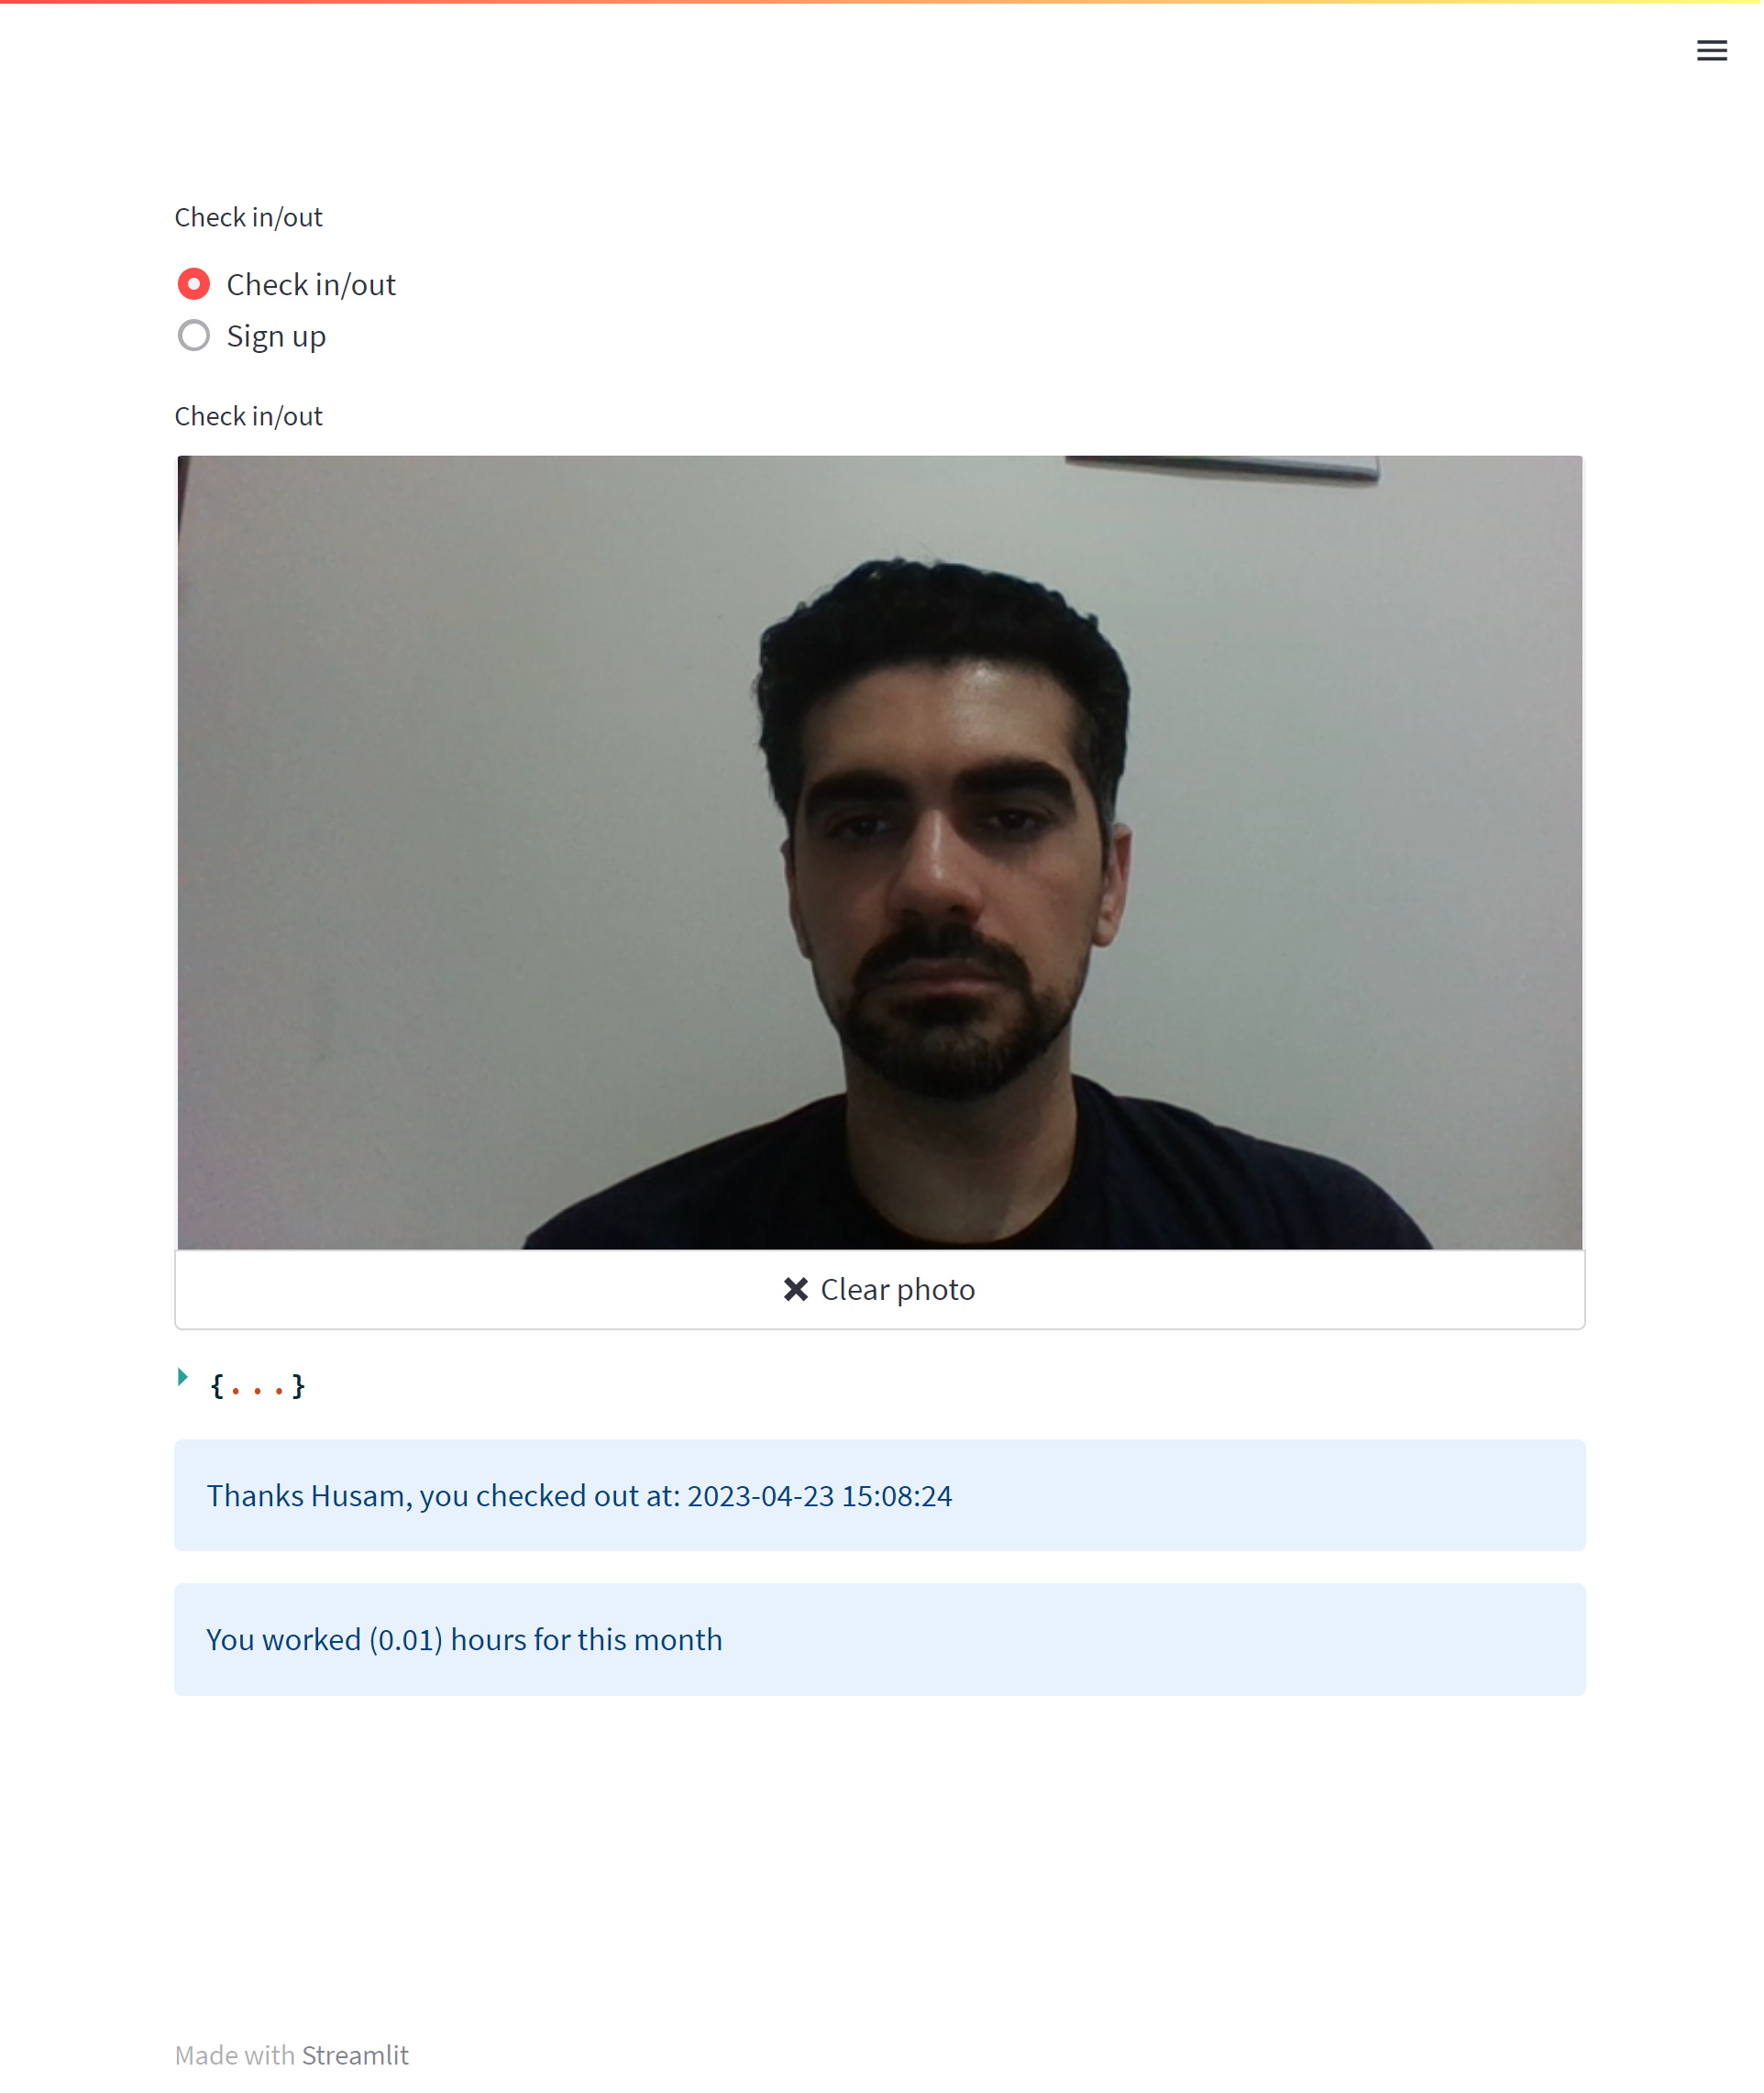 Check in/out
Check in/out
Sign up
Check in/out
Clear photo
{...}
Thanks Husam, you checked out at: 2023-04-23 15:08:24
You worked (0.01) hours for this month
Made with Streamlit